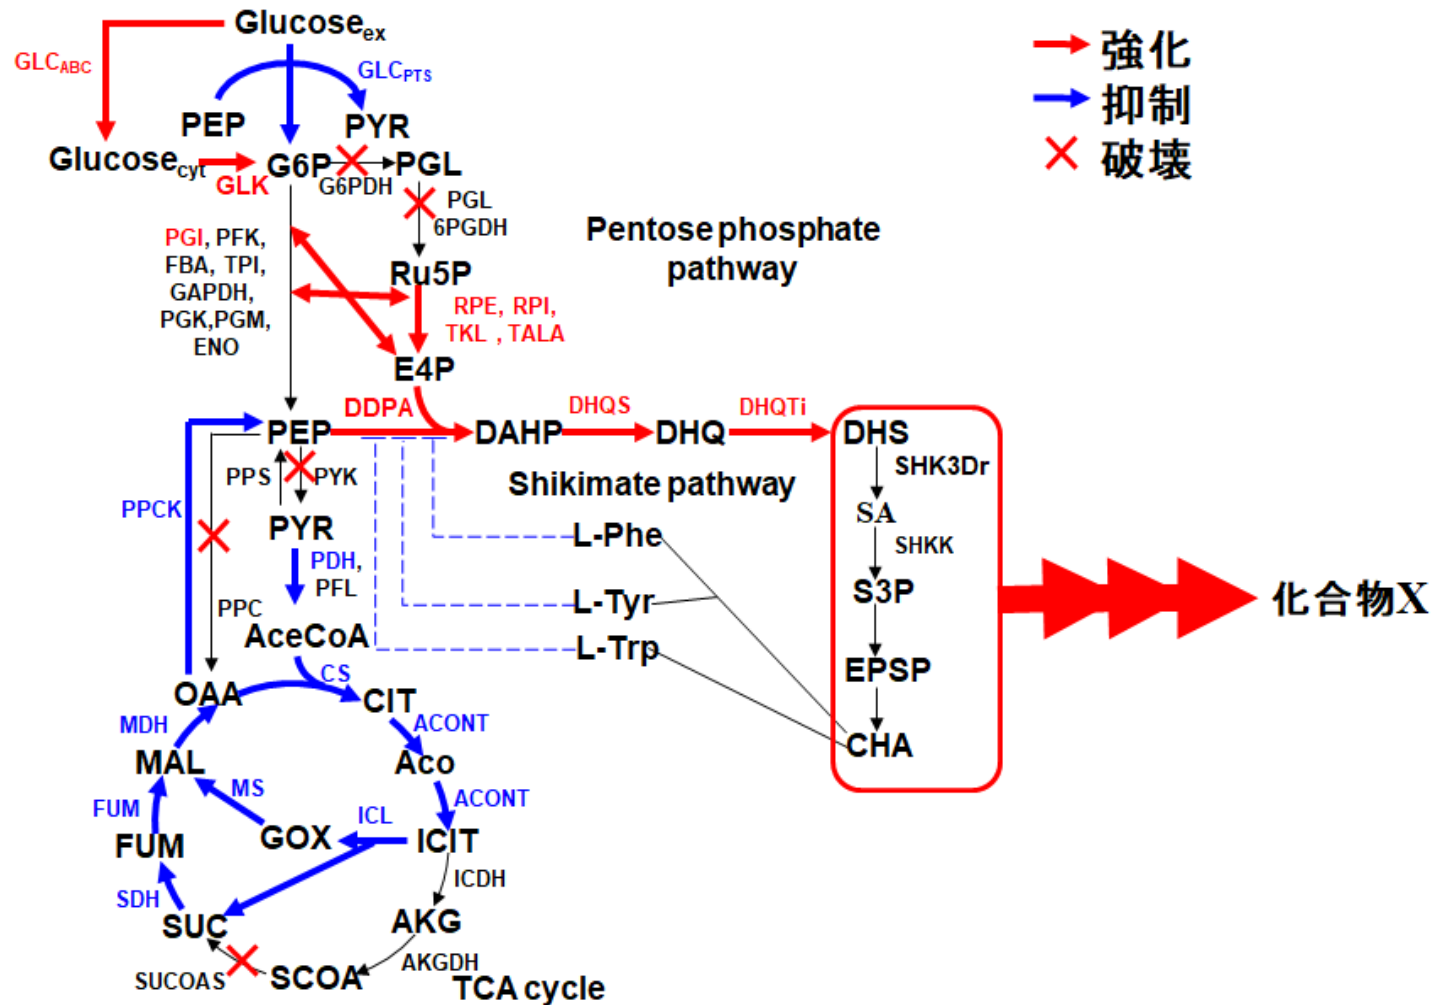 Glucoseex
GLCABC
GLCPTS
PEP
PYR
Glucosecyt
GLK
G6P
G6PDH
PGL
PGL
6PGDH
PGI, PFK,
FBA, TPI,
GAPDH,
PGK,PGM,
ENO
Ru5P
RPE, RPI,
TKL , TALA
E4P
Pentose phosphate
pathway
強化
抑制
破壊
PEP
DDPA
DAHP
DHQS
DHQ
DHQTi
DHS
SHK3Dr
SA
SHKK
S3P
EPSP
CHA
Shikimate pathway
L-Phe
L-Tyr
L-Trp
化合物X
PPS
PYK
PPCK
PYR
PDH,
PFL
PPC
AceCoA
OAA
CS
CIT
MDH
ACONT
MAL
Aco
MS
ACONT
FUM
ICL
FUM
GOX
ICIT
SDH
ICDH
SUC
AKG
SUCOAS
SCOA
AKGDH
TCA cycle